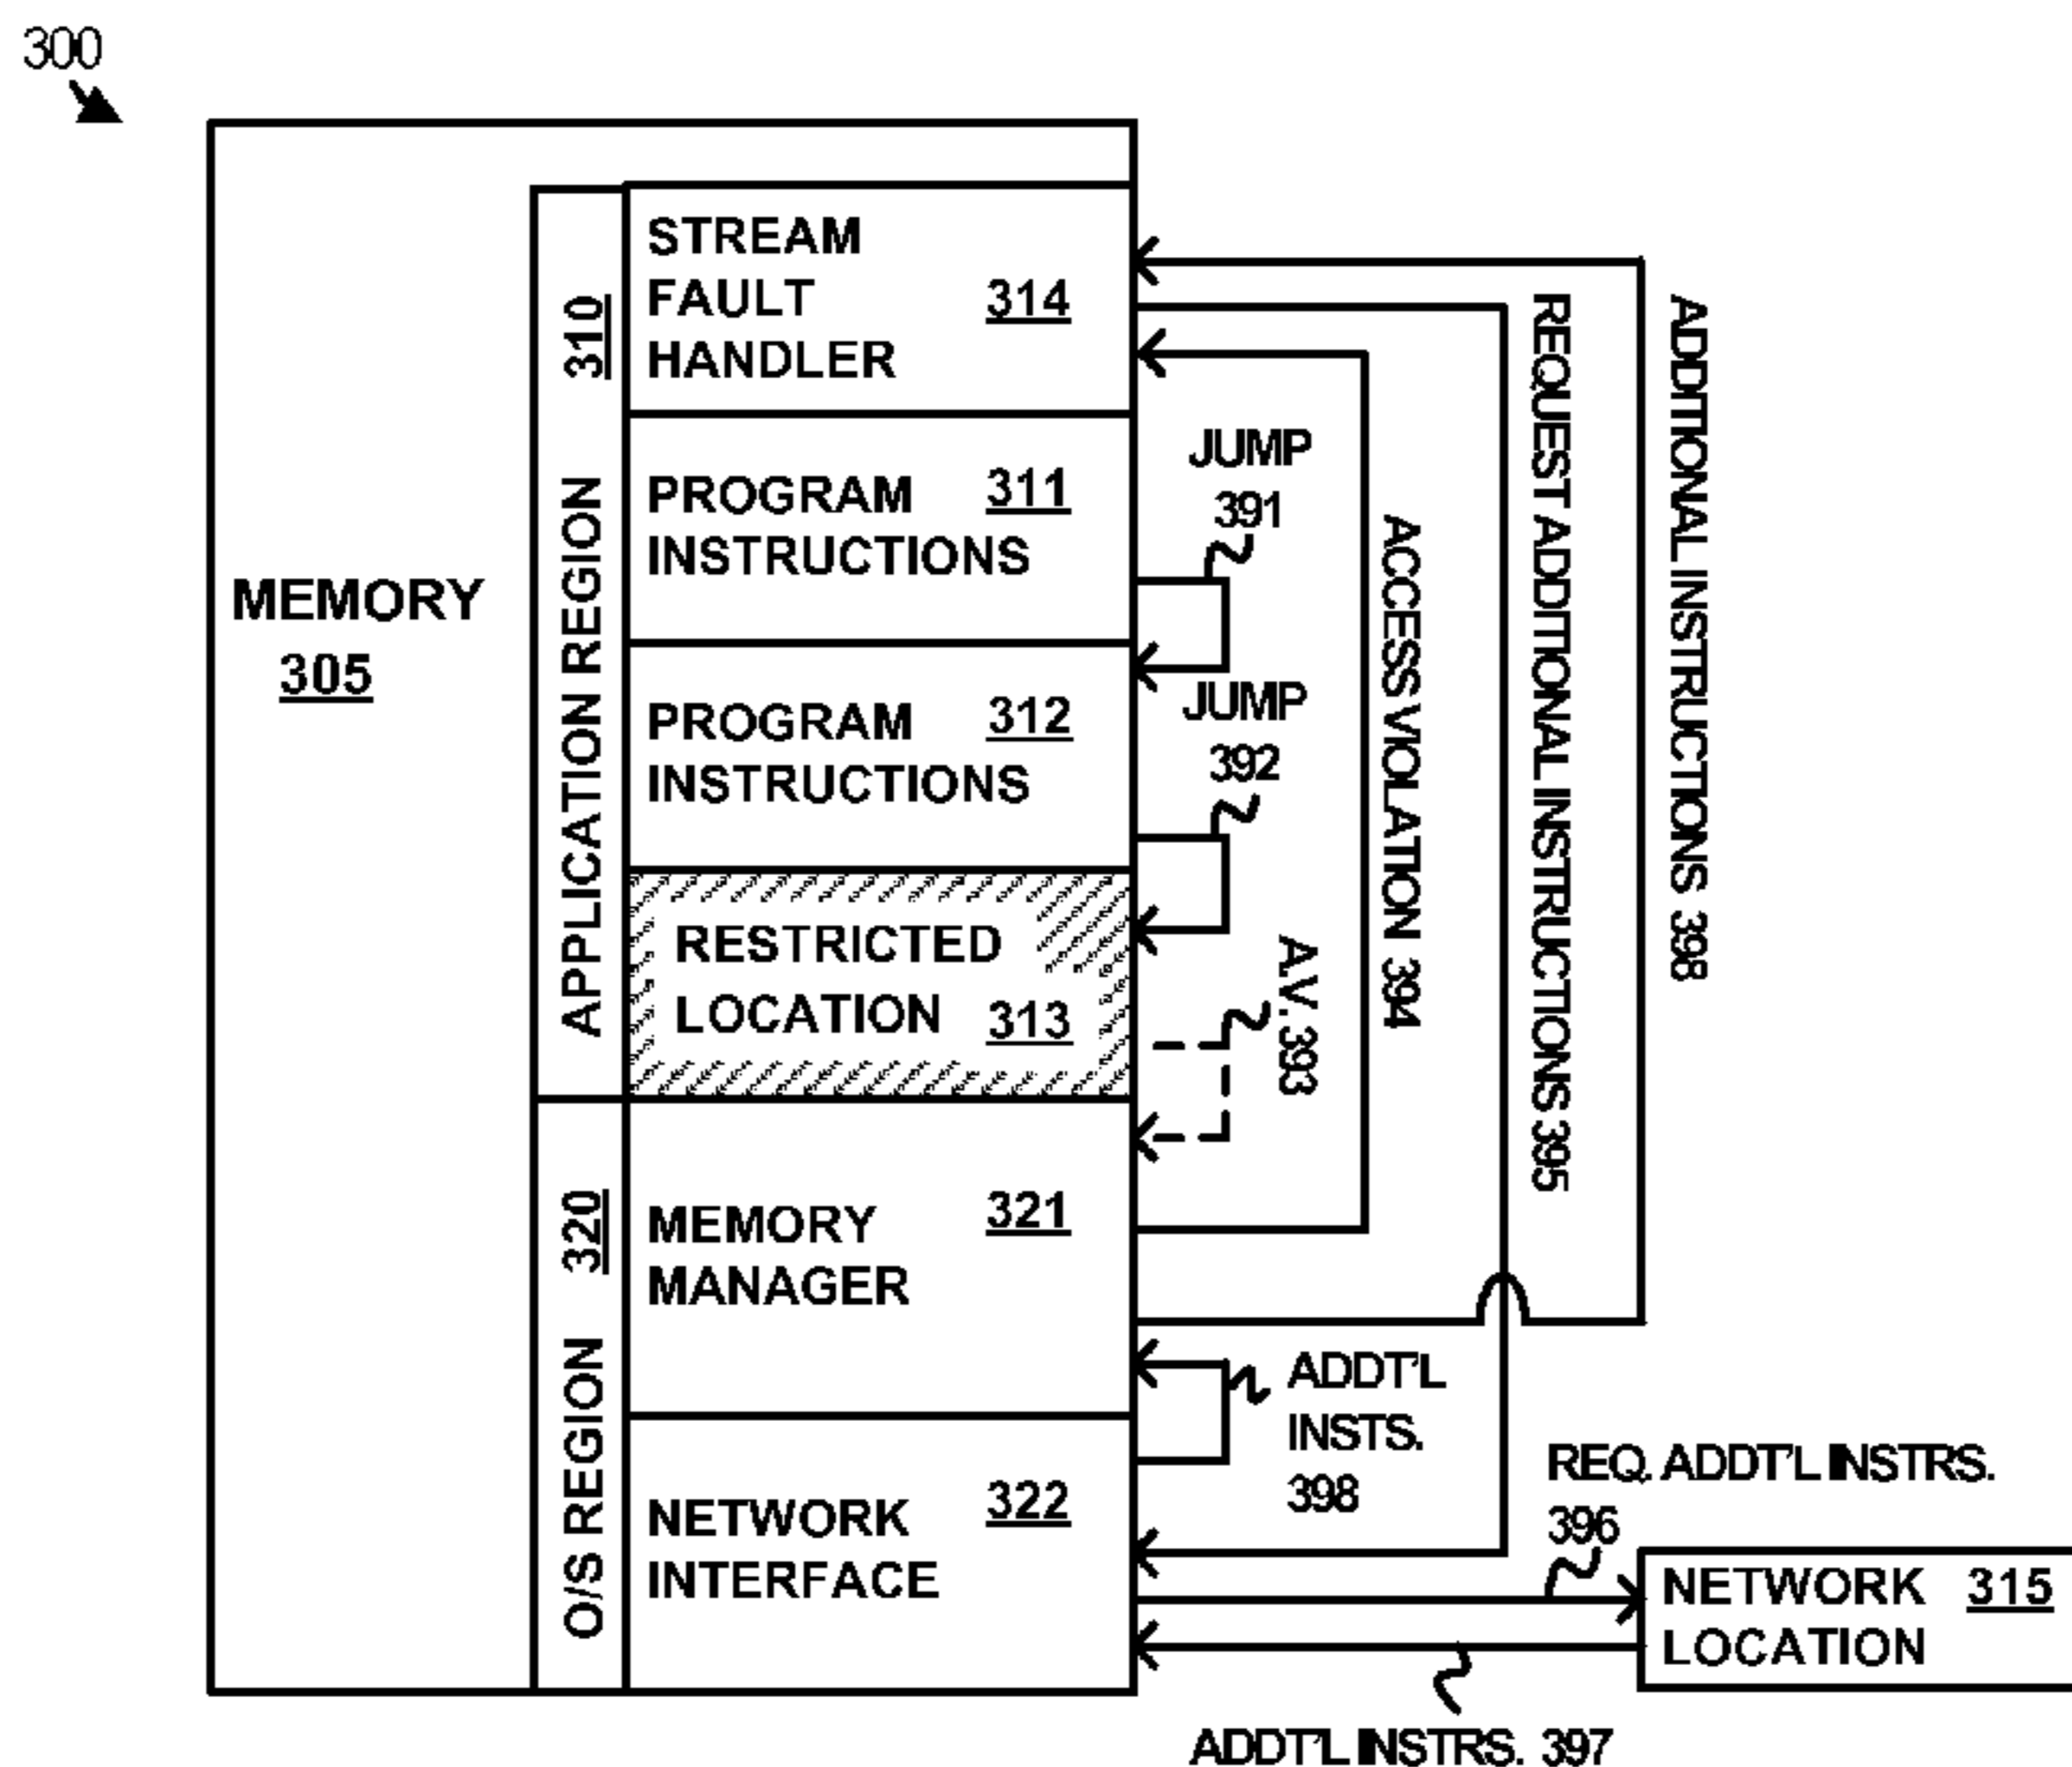 300
MEMORY
305
APPLICATION REGION 310
O/S REGION 320
STREAM
FAULT
HANDLER
314
PROGRAM
INSTRUCTIONS
311
PROGRAM
INSTRUCTIONS
312
RESTRICTED
LOCATION
313
MEMORY
MANAGER
321
NETWORK
INTERFACE
322
JUMP
391
JUMP
392
A.V. 393
ACCESS VIOLATION 394
REQUEST ADDITIONAL INSTRUCTIONS 395
ADDITIONAL INSTRUCTIONS 398
ADDT'L
INSTS.
398
REQ. ADDT'L INSTRS.
396
NETWORK 315
LOCATION
ADDT'L INSTRS. 397